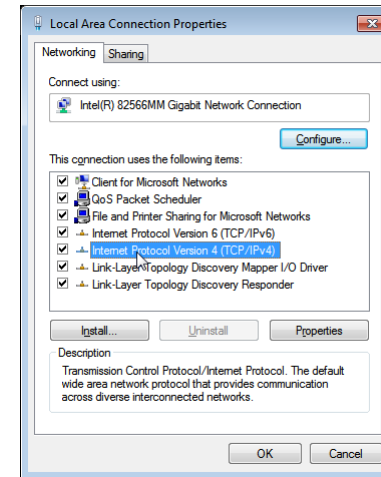 Local Area Connection Properties
Networking
Sharing
Connect using:
Intel(R) 82566MM Gigabit Network Connection
Configure...
This connection uses the following items:
Client for Microsoft Networks
QoS Packet Scheduler
File and Printer Sharing for Microsoft Networks
Internet Protocol Version 6 (TCP/IPv6)
Internet Protocol Version 4 (TCP/IPv4)
Link-Layer Topology Discovery Mapper I/O Driver
Link-Layer Topology Discovery Responder
Install...
Uninstall
Properties
Description
Transmission Control Protocol/Internet Protocol. The default
wide area network protocol that provides communication
across diverse interconnected networks.
OK
Cancel